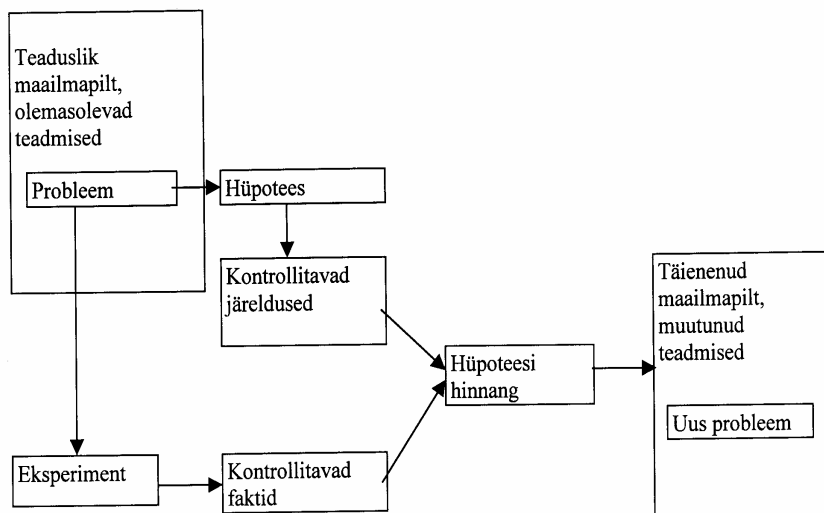 Teaduslik
maailmapilt,
olemasolevad
teadmised
Probleem
Hüpotees
Kontrollitavad
järeldused
Hüpoteesi
hinnang
Eksperiment
Kontrollitavad
faktid
Täienenud
maailmapilt,
muutunud
teadmised
Uus probleem